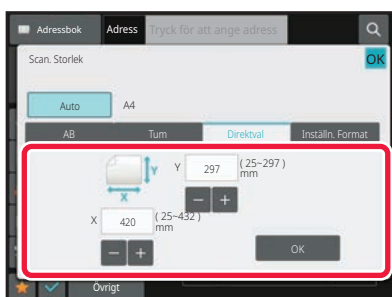 Adressbok Adress Tryck för att ange adress
Scan. Storlek OK
Auto A4
AB Tum Direktval Inställn. Format
Y Y 297 ( 25~297 )
mm
X
X 420 ( 25~432 )
mm
OK
Övrigt